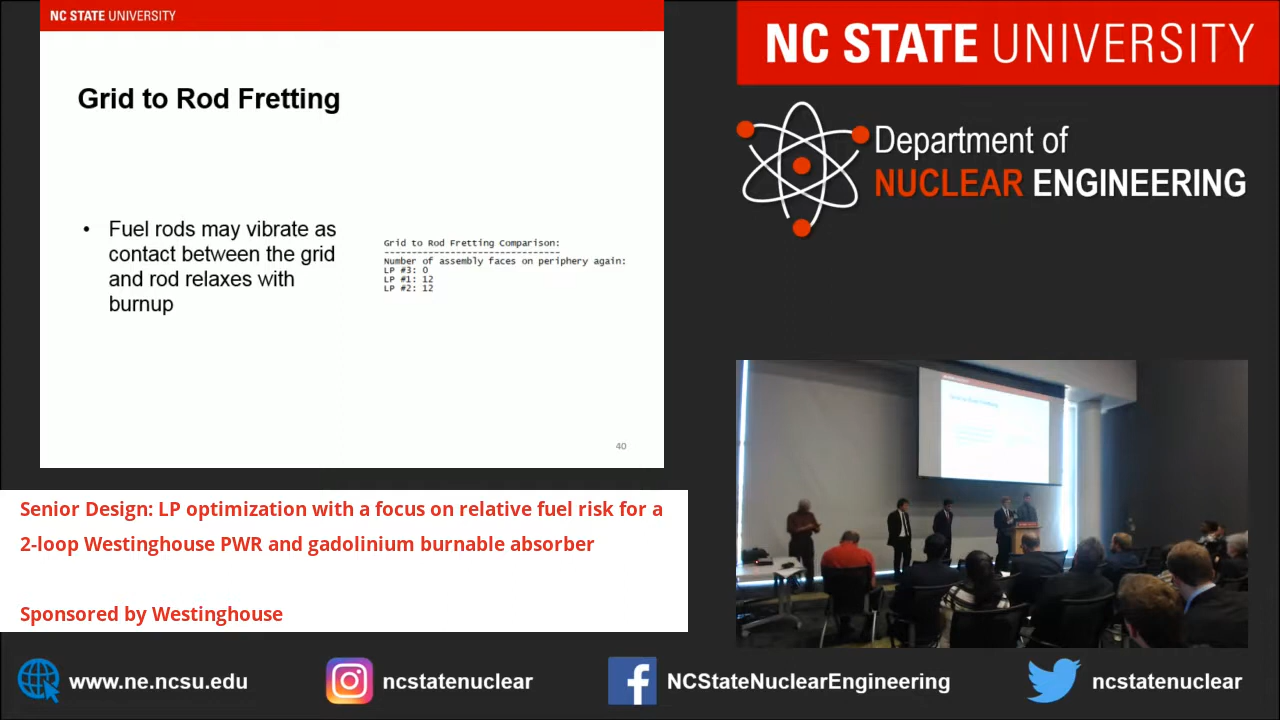 NC STATE UNIVERSITY
Grid to Rod Fretting
• Fuel rods may vibrate as
contact between the grid
and rod relaxes with
burnup
Grid to Rod Fretting Comparison:
--------------------------------
Number of assembly faces on periphery again:
LP #3: 0
LP #1: 12
LP #2: 12
40
NC STATE UNIVERSITY
Department of
NUCLEAR ENGINEERING
Senior Design: LP optimization with a focus on relative fuel risk for a
2-loop Westinghouse PWR and gadolinium burnable absorber
Sponsored by Westinghouse
www.ne.ncsu.edu
ncstatenuclear
NCStateNuclearEngineering
ncstatenuclear